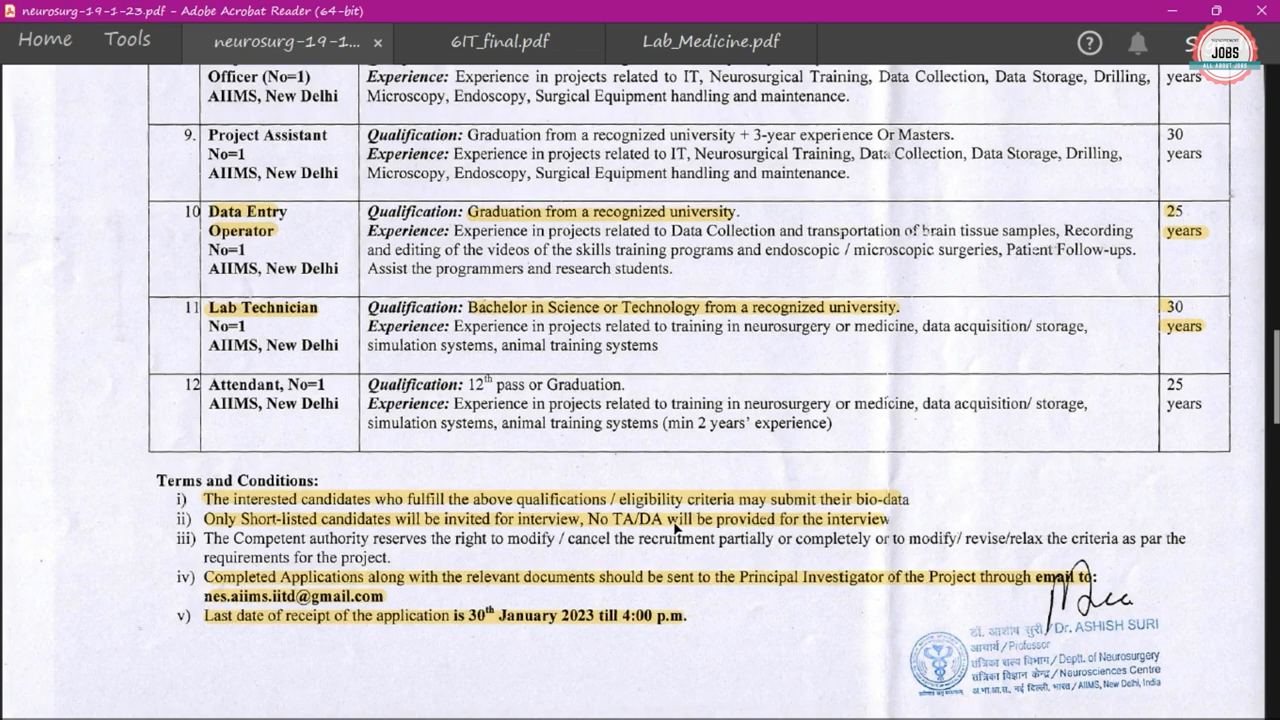 neurosurg-19-1-23.pdf - Adobe Acrobat Reader (64-bit)
Home Tools neurosurg-19-1... × 6IT_final.pdf Lab_Medicine.pdf
JOBS
ALL ABOUT JOBS
Officer (No=1)
AIIMS, New Delhi
Experience: Experience in projects related to IT, Neurosurgical Training, Data Collection, Data Storage, Drilling,
Microscopy, Endoscopy, Surgical Equipment handling and maintenance.
years
9. Project Assistant
No=1
AIIMS, New Delhi
Qualification: Graduation from a recognized university + 3-year experience Or Masters.
Experience: Experience in projects related to IT, Neurosurgical Training, Data Collection, Data Storage, Drilling,
Microscopy, Endoscopy, Surgical Equipment handling and maintenance.
30
years
10 Data Entry
Operator
No=1
AIIMS, New Delhi
Qualification: Graduation from a recognized university.
Experience: Experience in projects related to Data Collection and transportation of brain tissue samples, Recording
and editing of the videos of the skills training programs and endoscopic / microscopic surgeries, Patient Follow-ups.
Assist the programmers and research students.
25
years
11 Lab Technician
No=1
AIIMS, New Delhi
Qualification: Bachelor in Science or Technology from a recognized university.
Experience: Experience in projects related to training in neurosurgery or medicine, data acquisition/ storage,
simulation systems, animal training systems
30
years
12 Attendant, No=1
AIIMS, New Delhi
Qualification: 12th pass or Graduation.
Experience: Experience in projects related to training in neurosurgery or medicine, data acquisition/ storage,
simulation systems, animal training systems (min 2 years' experience)
25
years
Terms and Conditions:
i) The interested candidates who fulfill the above qualifications / eligibility criteria may submit their bio-data
ii) Only Short-listed candidates will be invited for interview, No TA/DA will be provided for the interview
iii) The Competent authority reserves the right to modify / cancel the recruitment partially or completely or to modify/ revise/relax the criteria as per the
requirements for the project.
iv) Completed Applications along with the relevant documents should be sent to the Principal Investigator of the Project through email to:
nes.aiims.iitd@gmail.com
v) Last date of receipt of the application is 30th January 2023 till 4:00 p.m.
डॉ. आशीष सूरी/Dr. ASHISH SURI
आचार्य/Professor
तंत्रिका शल्य विभाग/Deptt. of Neurosurgery
तंत्रिका विज्ञान केन्द्र/Neurosciences Centre
अ.भा.आ.सं., नई दिल्ली, भारत/AIIMS, New Delhi, India